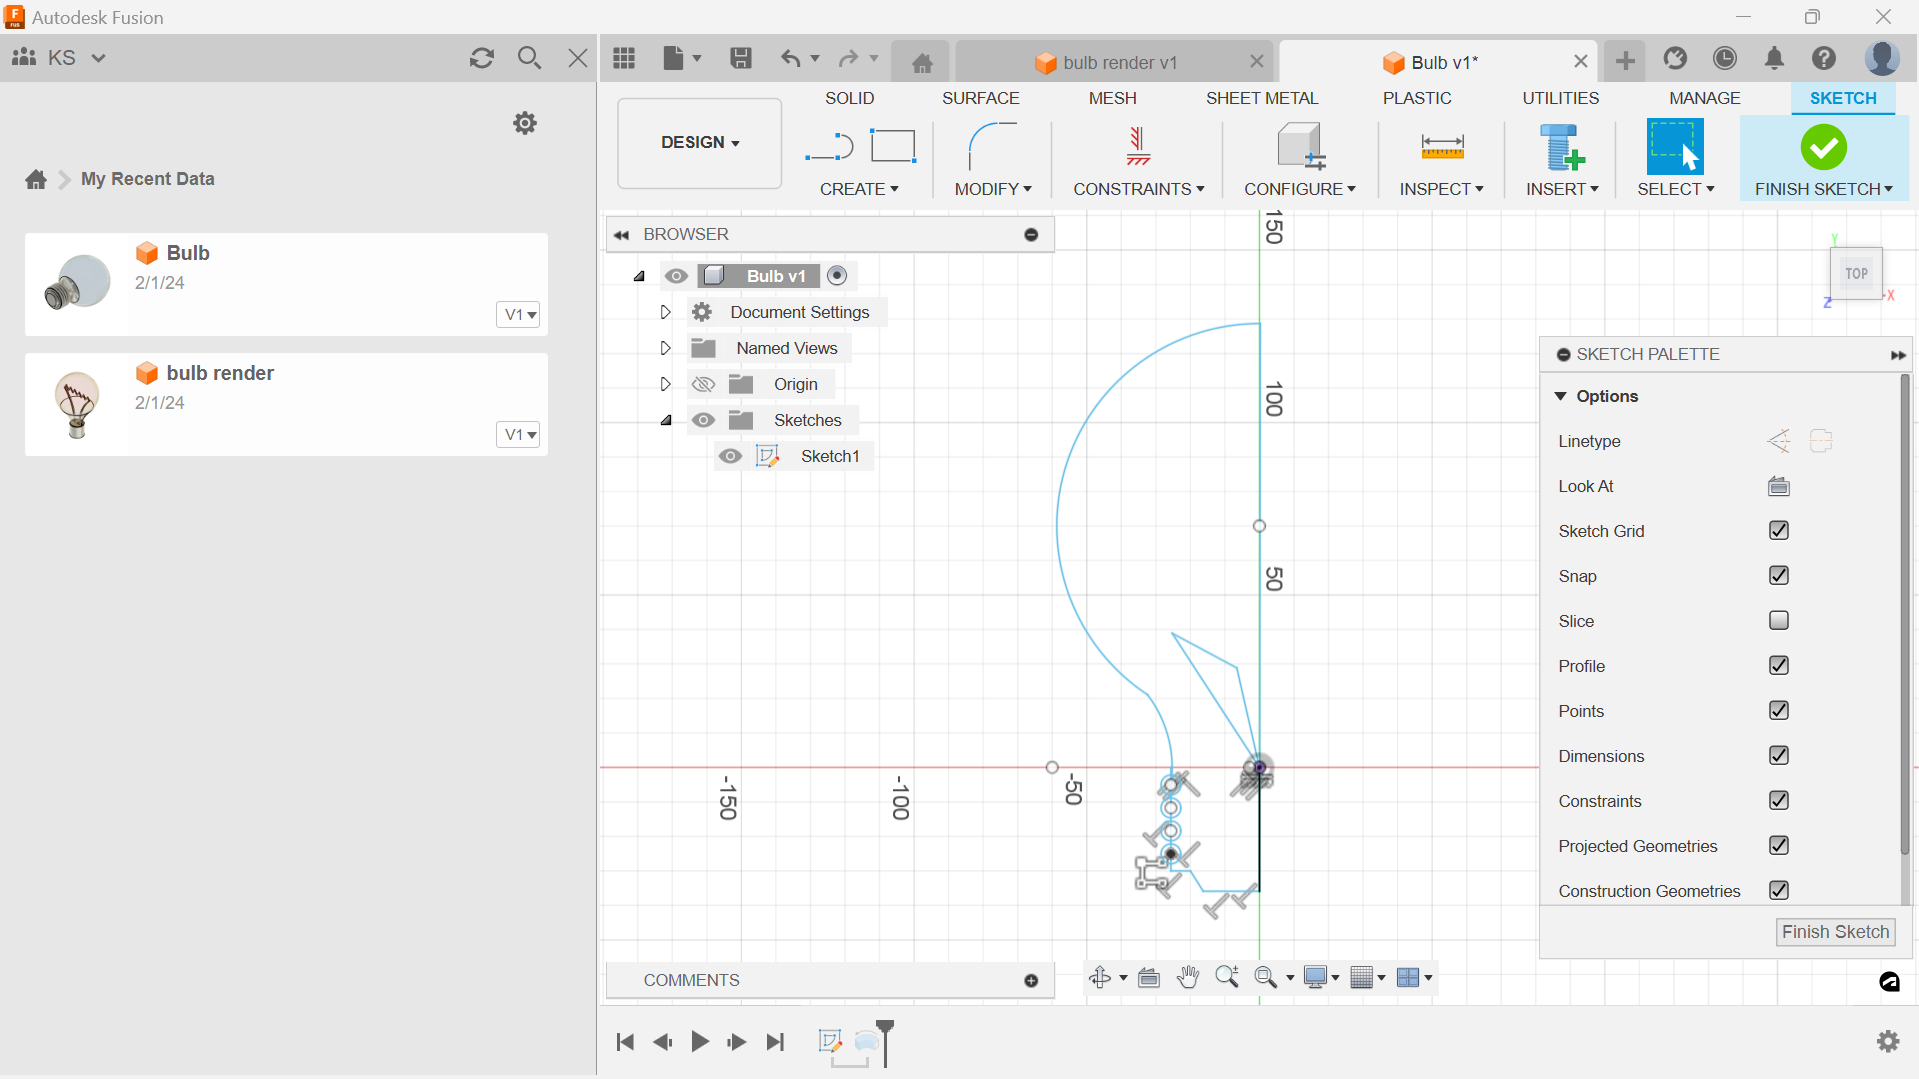 Autodesk Fusion
KS
bulb render v1
Bulb v1*
SOLID
SURFACE
MESH
SHEET METAL
PLASTIC
UTILITIES
MANAGE
SKETCH
DESIGN
CREATE
MODIFY
CONSTRAINTS
CONFIGURE
INSPECT
INSERT
SELECT
FINISH SKETCH
My Recent Data
Bulb
2/1/24
V1
bulb render
2/1/24
V1
BROWSER
Bulb v1
Document Settings
Named Views
Origin
Sketches
Sketch1
150
100
50
-50
-100
-150
Y
TOP
X
Z
SKETCH PALETTE
Options
Linetype
Look At
Sketch Grid
Snap
Slice
Profile
Points
Dimensions
Constraints
Projected Geometries
Construction Geometries
Finish Sketch
COMMENTS